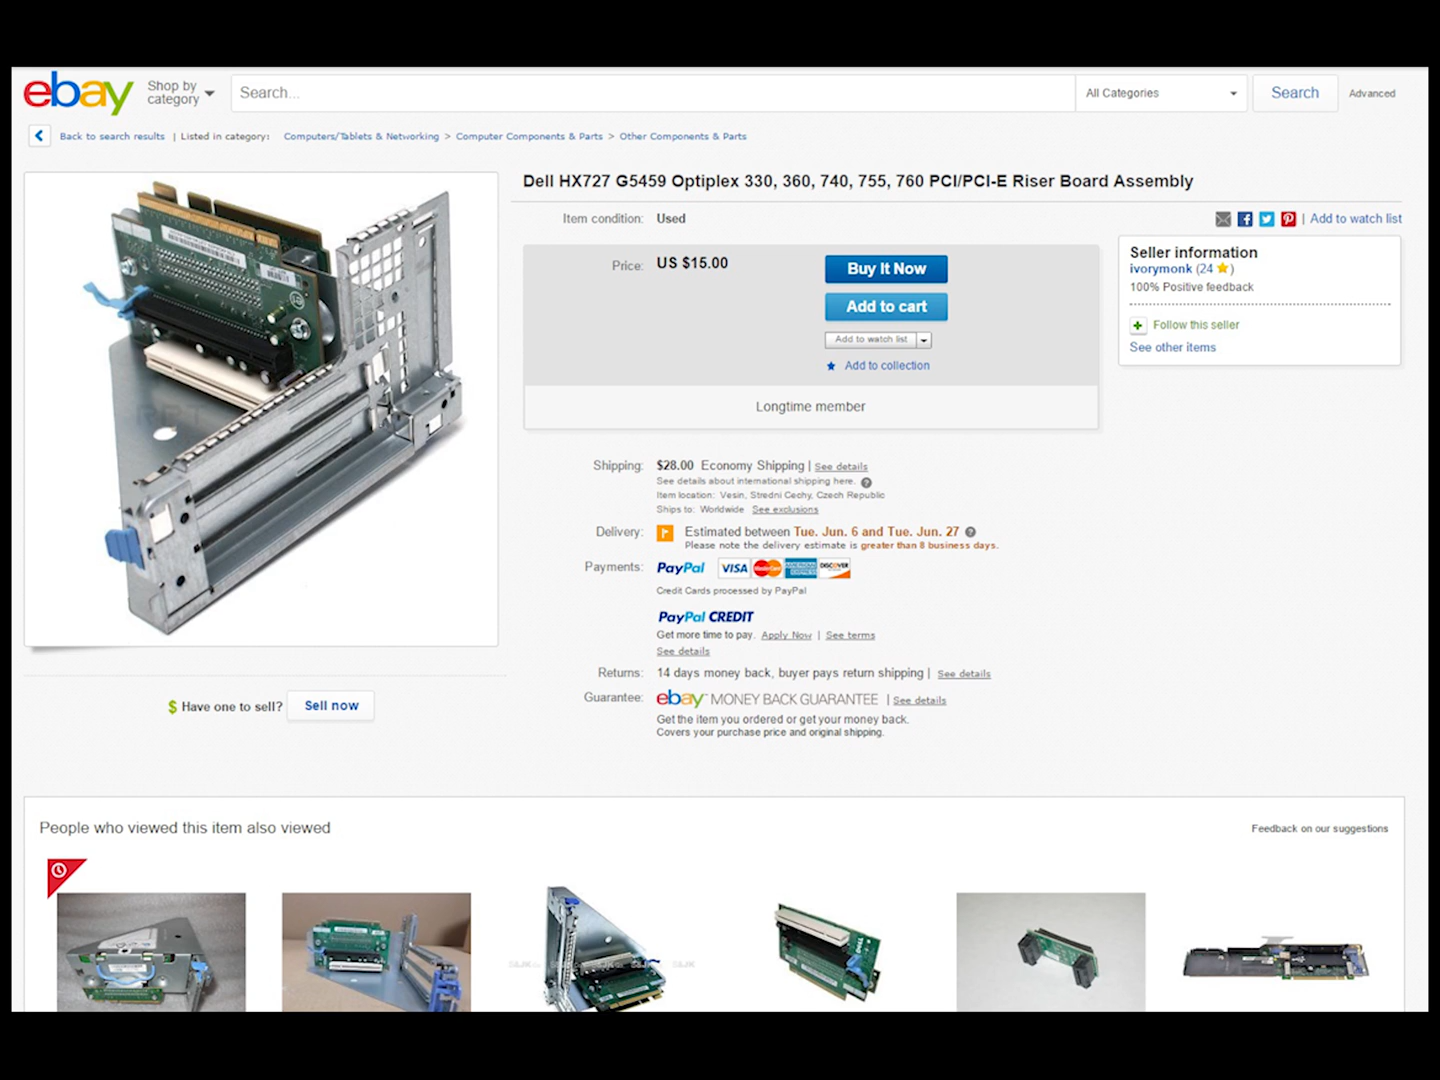 ebay
Shop by category
Search...
All Categories
Search
Advanced
Back to search results | Listed in category: Computers/Tablets & Networking > Computer Components & Parts > Other Components & Parts
Dell HX727 G5459 Optiplex 330, 360, 740, 755, 760 PCI/PCI-E Riser Board Assembly
Item condition: Used
| Add to watch list
Price: US $15.00
Buy It Now
Add to cart
Add to watch list
Add to collection
Longtime member
Seller information
ivorymonk (24)
100% Positive feedback
Follow this seller
See other items
Shipping: $28.00 Economy Shipping | See details
See details about international shipping here.
Item location: Vesin, Stredni Cechy, Czech Republic
Ships to: Worldwide See exclusions
Delivery: Estimated between Tue. Jun. 6 and Tue. Jun. 27
Please note the delivery estimate is greater than 8 business days.
Payments: PayPal VISA MasterCard AMERICAN EXPRESS DISCOVER
Credit Cards processed by PayPal
PayPal CREDIT
Get more time to pay. Apply Now | See terms
See details
Returns: 14 days money back, buyer pays return shipping | See details
Guarantee: ebay MONEY BACK GUARANTEE | See details
Get the item you ordered or get your money back.
Covers your purchase price and original shipping.
$ Have one to sell? Sell now
People who viewed this item also viewed
Feedback on our suggestions